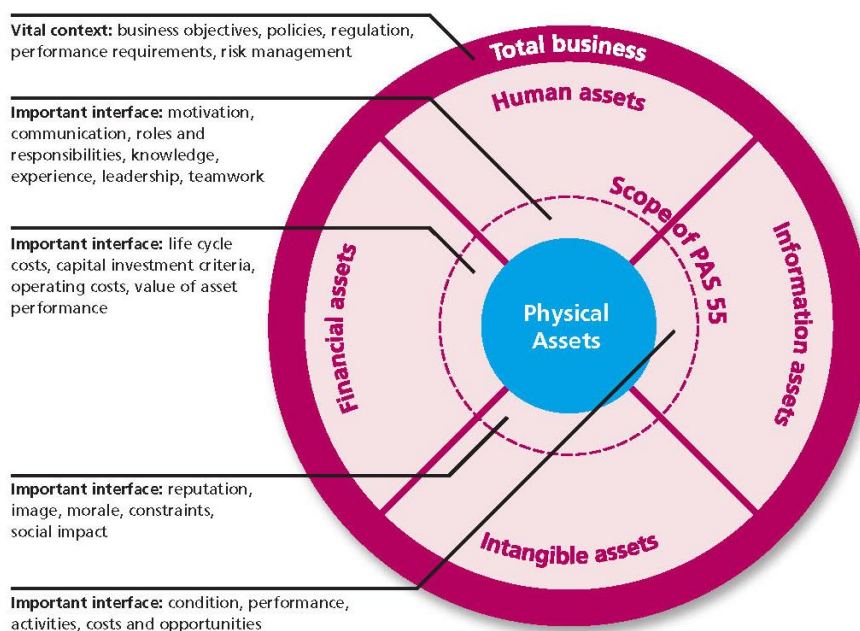 Vital context: business objectives, policies, regulation,
performance requirements, risk management
Important interface: motivation,
communication, roles and
responsibilities, knowledge,
experience, leadership, teamwork
Important interface: life cycle
costs, capital investment criteria,
operating costs, value of asset
performance
Important interface: reputation,
image, morale, constraints,
social impact
Important interface: condition, performance,
activities, costs and opportunities
Total business
Human assets
Scope of PAS 55
Information assets
Financial assets
Physical
Assets
Intangible assets